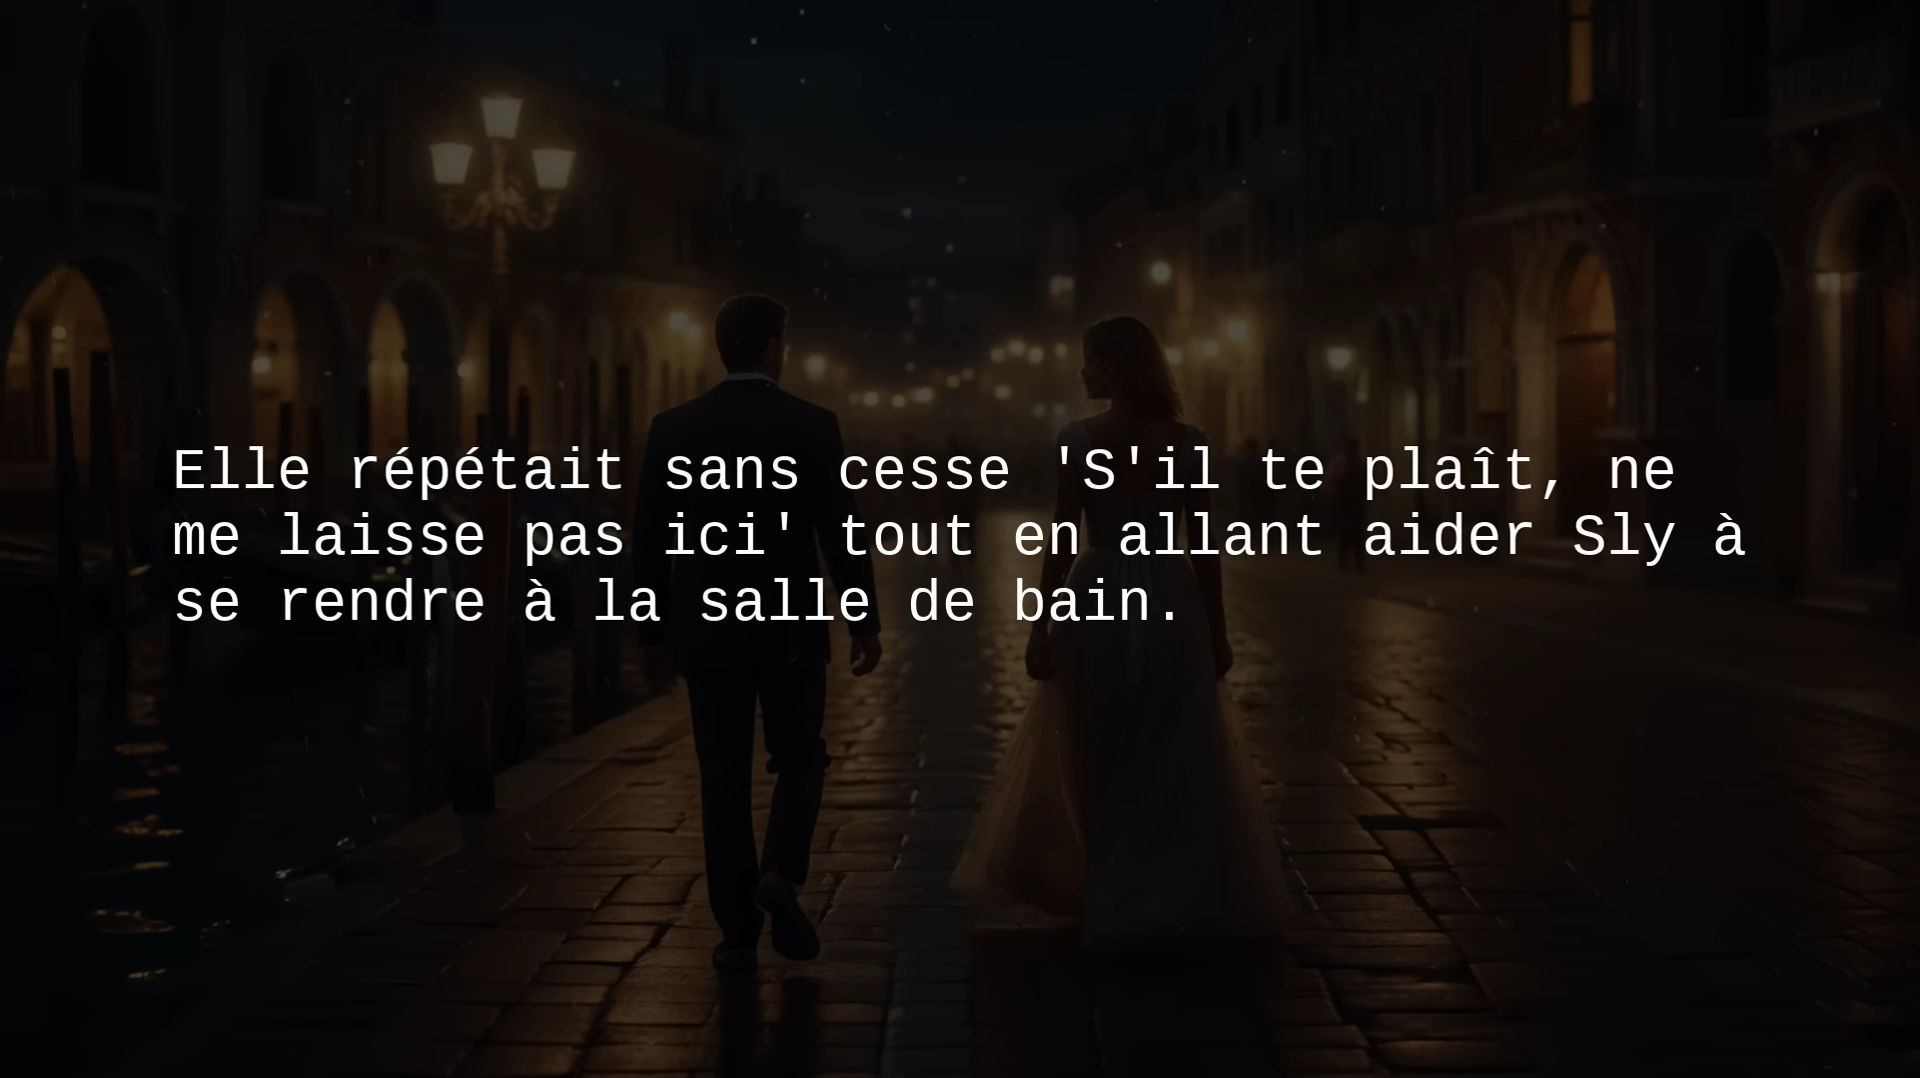 Elle répétait sans cesse 'S'il te plaît, ne
me laisse pas ici' tout en allant aider Sly à
se rendre à la salle de bain.